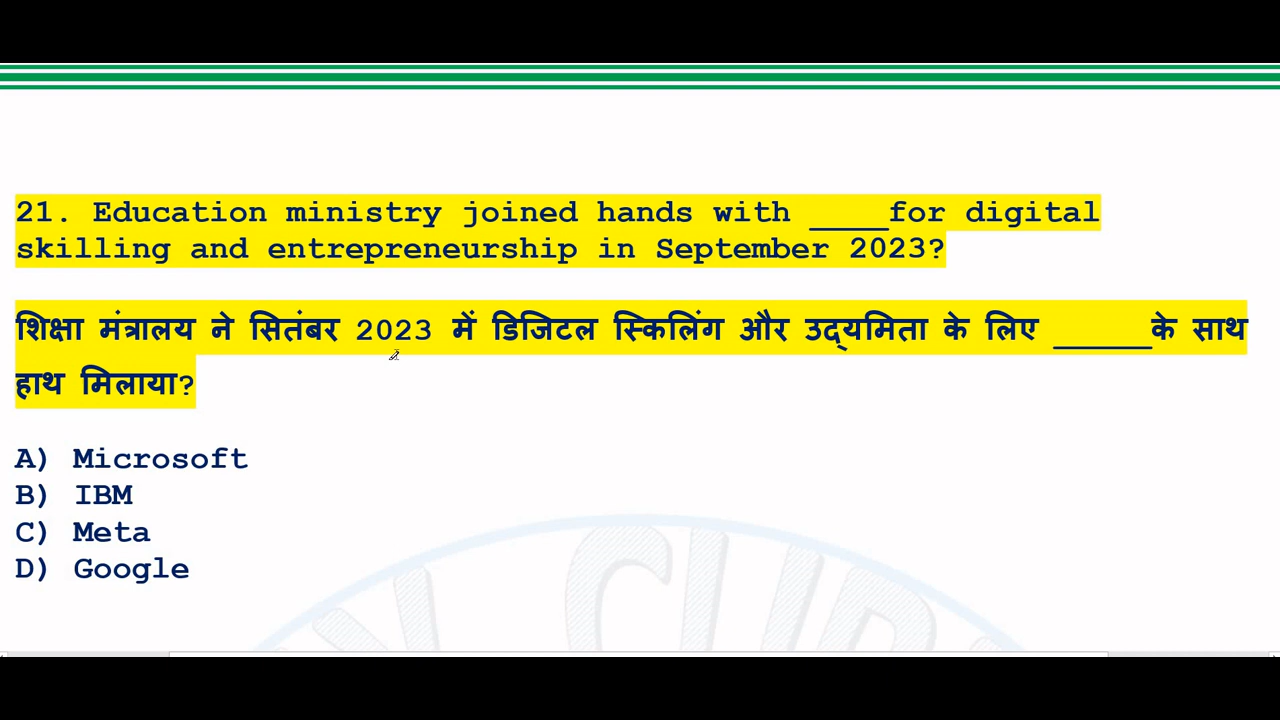 21. Education ministry joined hands with ____for digital
skilling and entrepreneurship in September 2023?
शिक्षा मंत्रालय ने सितंबर 2023 में डिजिटल स्किलिंग और उद्यमिता के लिए _____के साथ
हाथ मिलाया?
A) Microsoft
B) IBM
C) Meta
D) Google